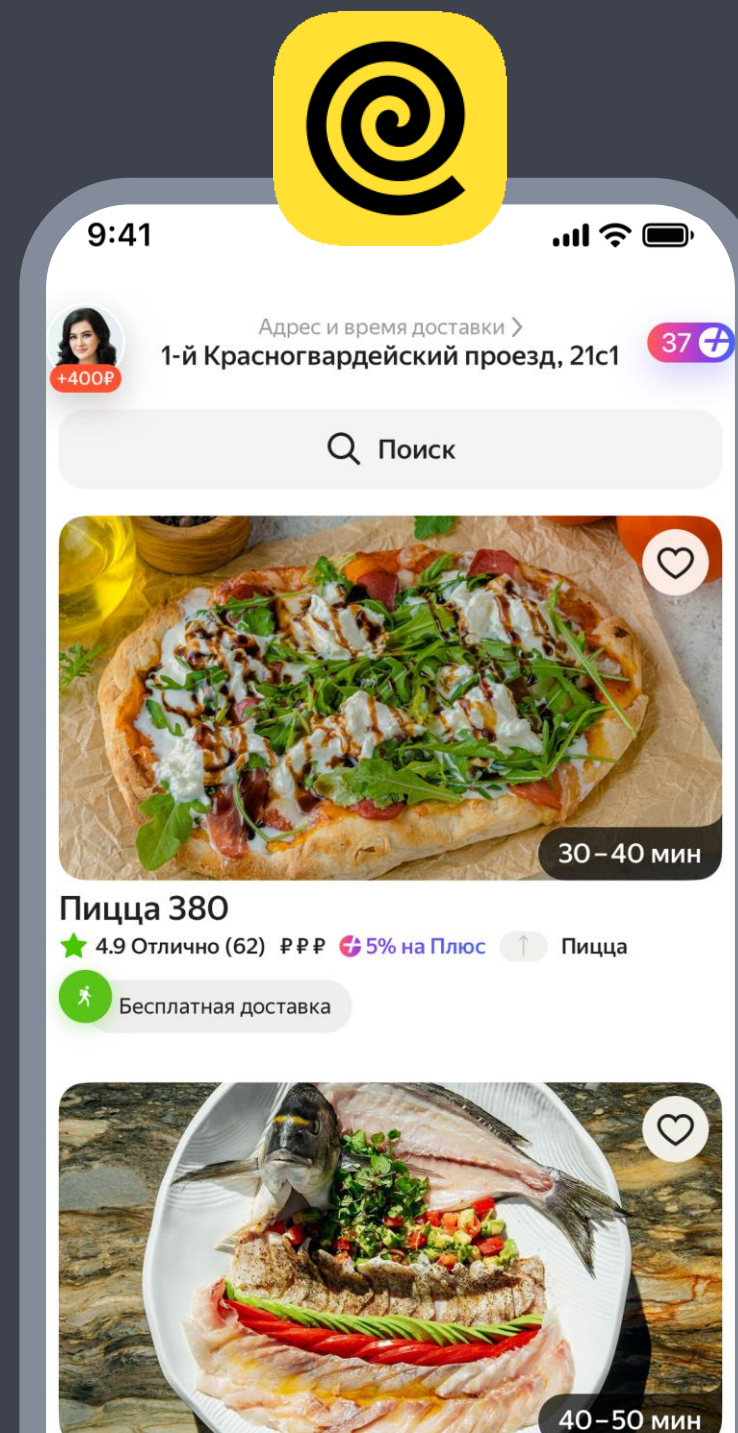 9:41
Адрес и время доставки
1-й Красногвардейский проезд, 21с1
37
+400₽
Поиск
30–40 мин
Пицца 380
4.9 Отлично (62) ₽₽₽ 5% на Плюс ↑ Пицца
Бесплатная доставка
40–50 мин